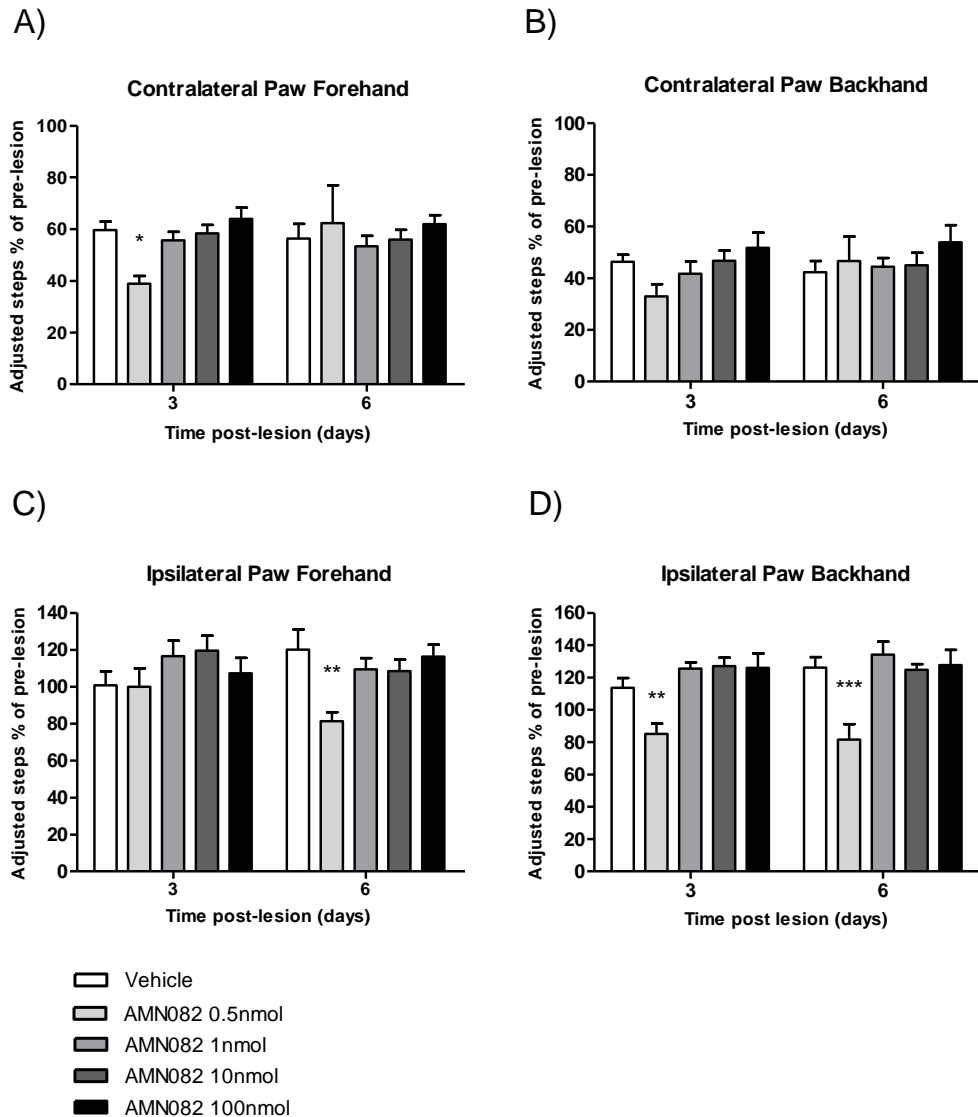 A)
Contralateral Paw Forehand
Adjusted steps % of pre-lesion
100
80
60
40
20
0
*
3
6
Time post-lesion (days)
B)
Contralateral Paw Backhand
Adjusted steps % of pre-lesion
100
80
60
40
20
0
3
6
Time post-lesion (days)
C)
Ipsilateral Paw Forehand
Adjusted steps % of pre-lesion
140
120
100
80
60
40
20
0
**
3
6
Time post-lesion (days)
D)
Ipsilateral Paw Backhand
Adjusted steps % of pre-lesion
160
140
120
100
80
60
40
20
0
**
***
3
6
Time post lesion (days)
Vehicle
AMN082 0.5nmol
AMN082 1nmol
AMN082 10nmol
AMN082 100nmol